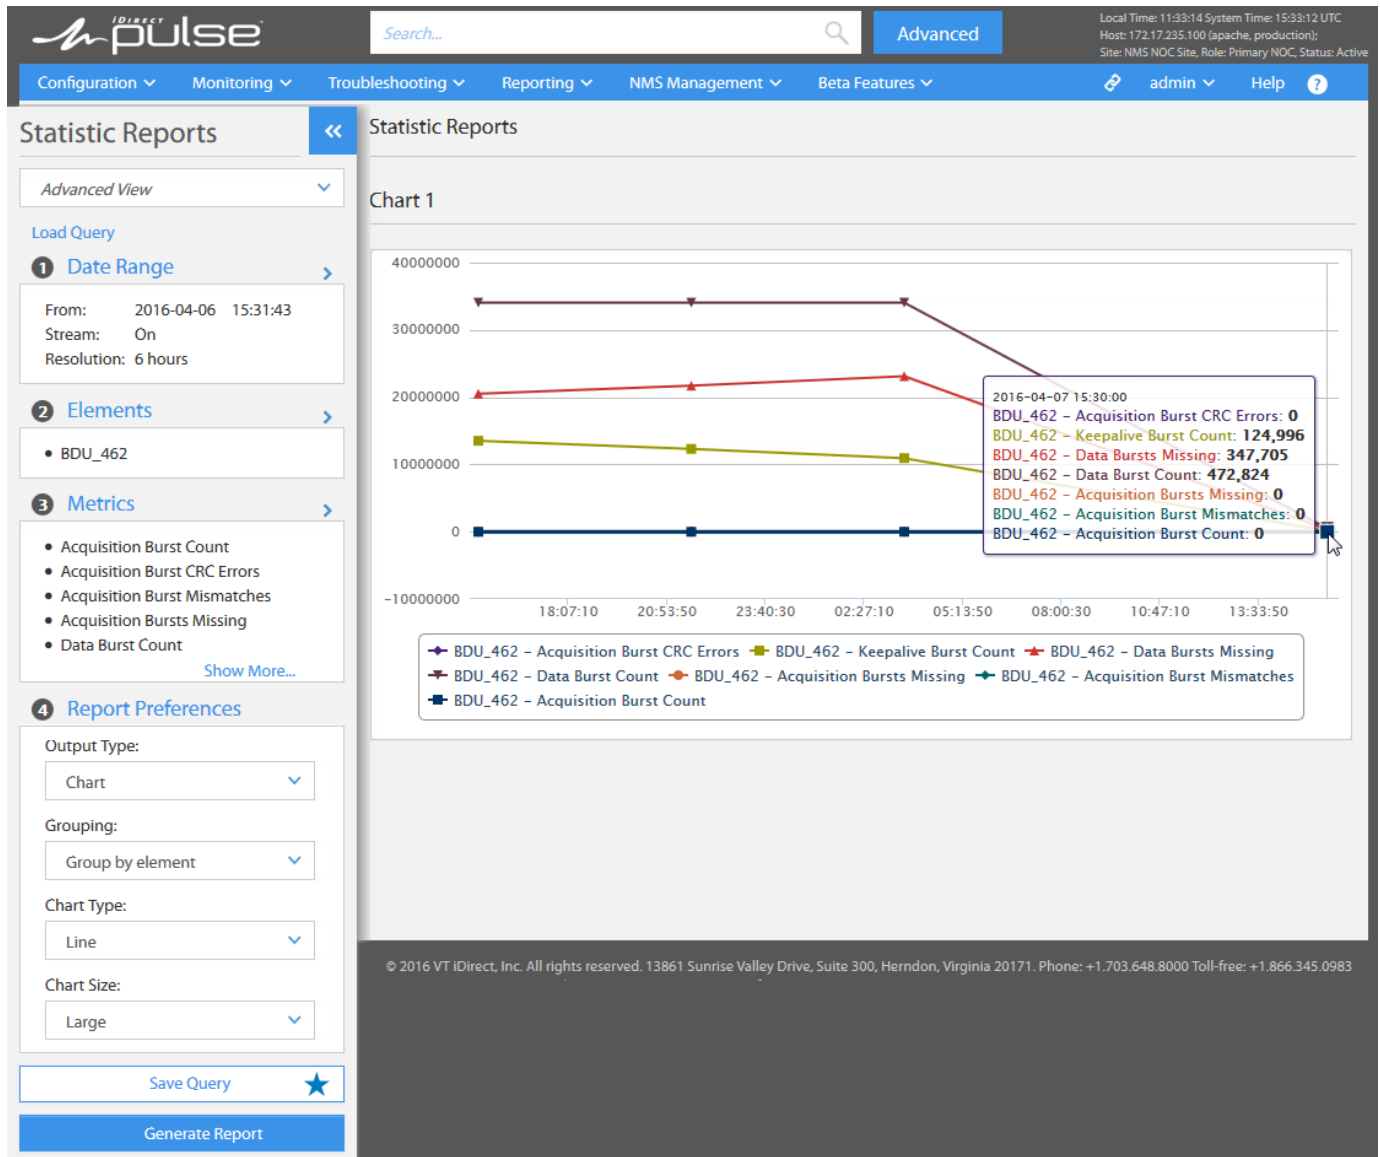 iDIRECT
pulse
Search...
Advanced
Local Time: 11:33:14 System Time: 15:33:12 UTC
Host: 172.17.235.100 (apache, production);
Site: NMS NOC Site, Role: Primary NOC, Status: Active
Configuration Monitoring Troubleshooting Reporting NMS Management Beta Features admin Help ?
Statistic Reports «
Advanced View
Load Query
1 Date Range
From: 2016-04-06 15:31:43
Stream: On
Resolution: 6 hours
2 Elements
• BDU_462
3 Metrics
• Acquisition Burst Count
• Acquisition Burst CRC Errors
• Acquisition Burst Mismatches
• Acquisition Bursts Missing
• Data Burst Count
Show More...
4 Report Preferences
Output Type:
Chart
Grouping:
Group by element
Chart Type:
Line
Chart Size:
Large
Save Query
Generate Report
Statistic Reports
Chart 1
40000000
30000000
20000000
10000000
0
-10000000
18:07:10 20:53:50 23:40:30 02:27:10 05:13:50 08:00:30 10:47:10 13:33:50
2016-04-07 15:30:00
BDU_462 - Acquisition Burst CRC Errors: 0
BDU_462 - Keepalive Burst Count: 124,996
BDU_462 - Data Bursts Missing: 347,705
BDU_462 - Data Burst Count: 472,824
BDU_462 - Acquisition Bursts Missing: 0
BDU_462 - Acquisition Burst Mismatches: 0
BDU_462 - Acquisition Burst Count: 0
BDU_462 - Acquisition Burst CRC Errors BDU_462 - Keepalive Burst Count BDU_462 - Data Bursts Missing
BDU_462 - Data Burst Count BDU_462 - Acquisition Bursts Missing BDU_462 - Acquisition Burst Mismatches
BDU_462 - Acquisition Burst Count
© 2016 VT iDirect, Inc. All rights reserved. 13861 Sunrise Valley Drive, Suite 300, Herndon, Virginia 20171. Phone: +1.703.648.8000 Toll-free: +1.866.345.0983